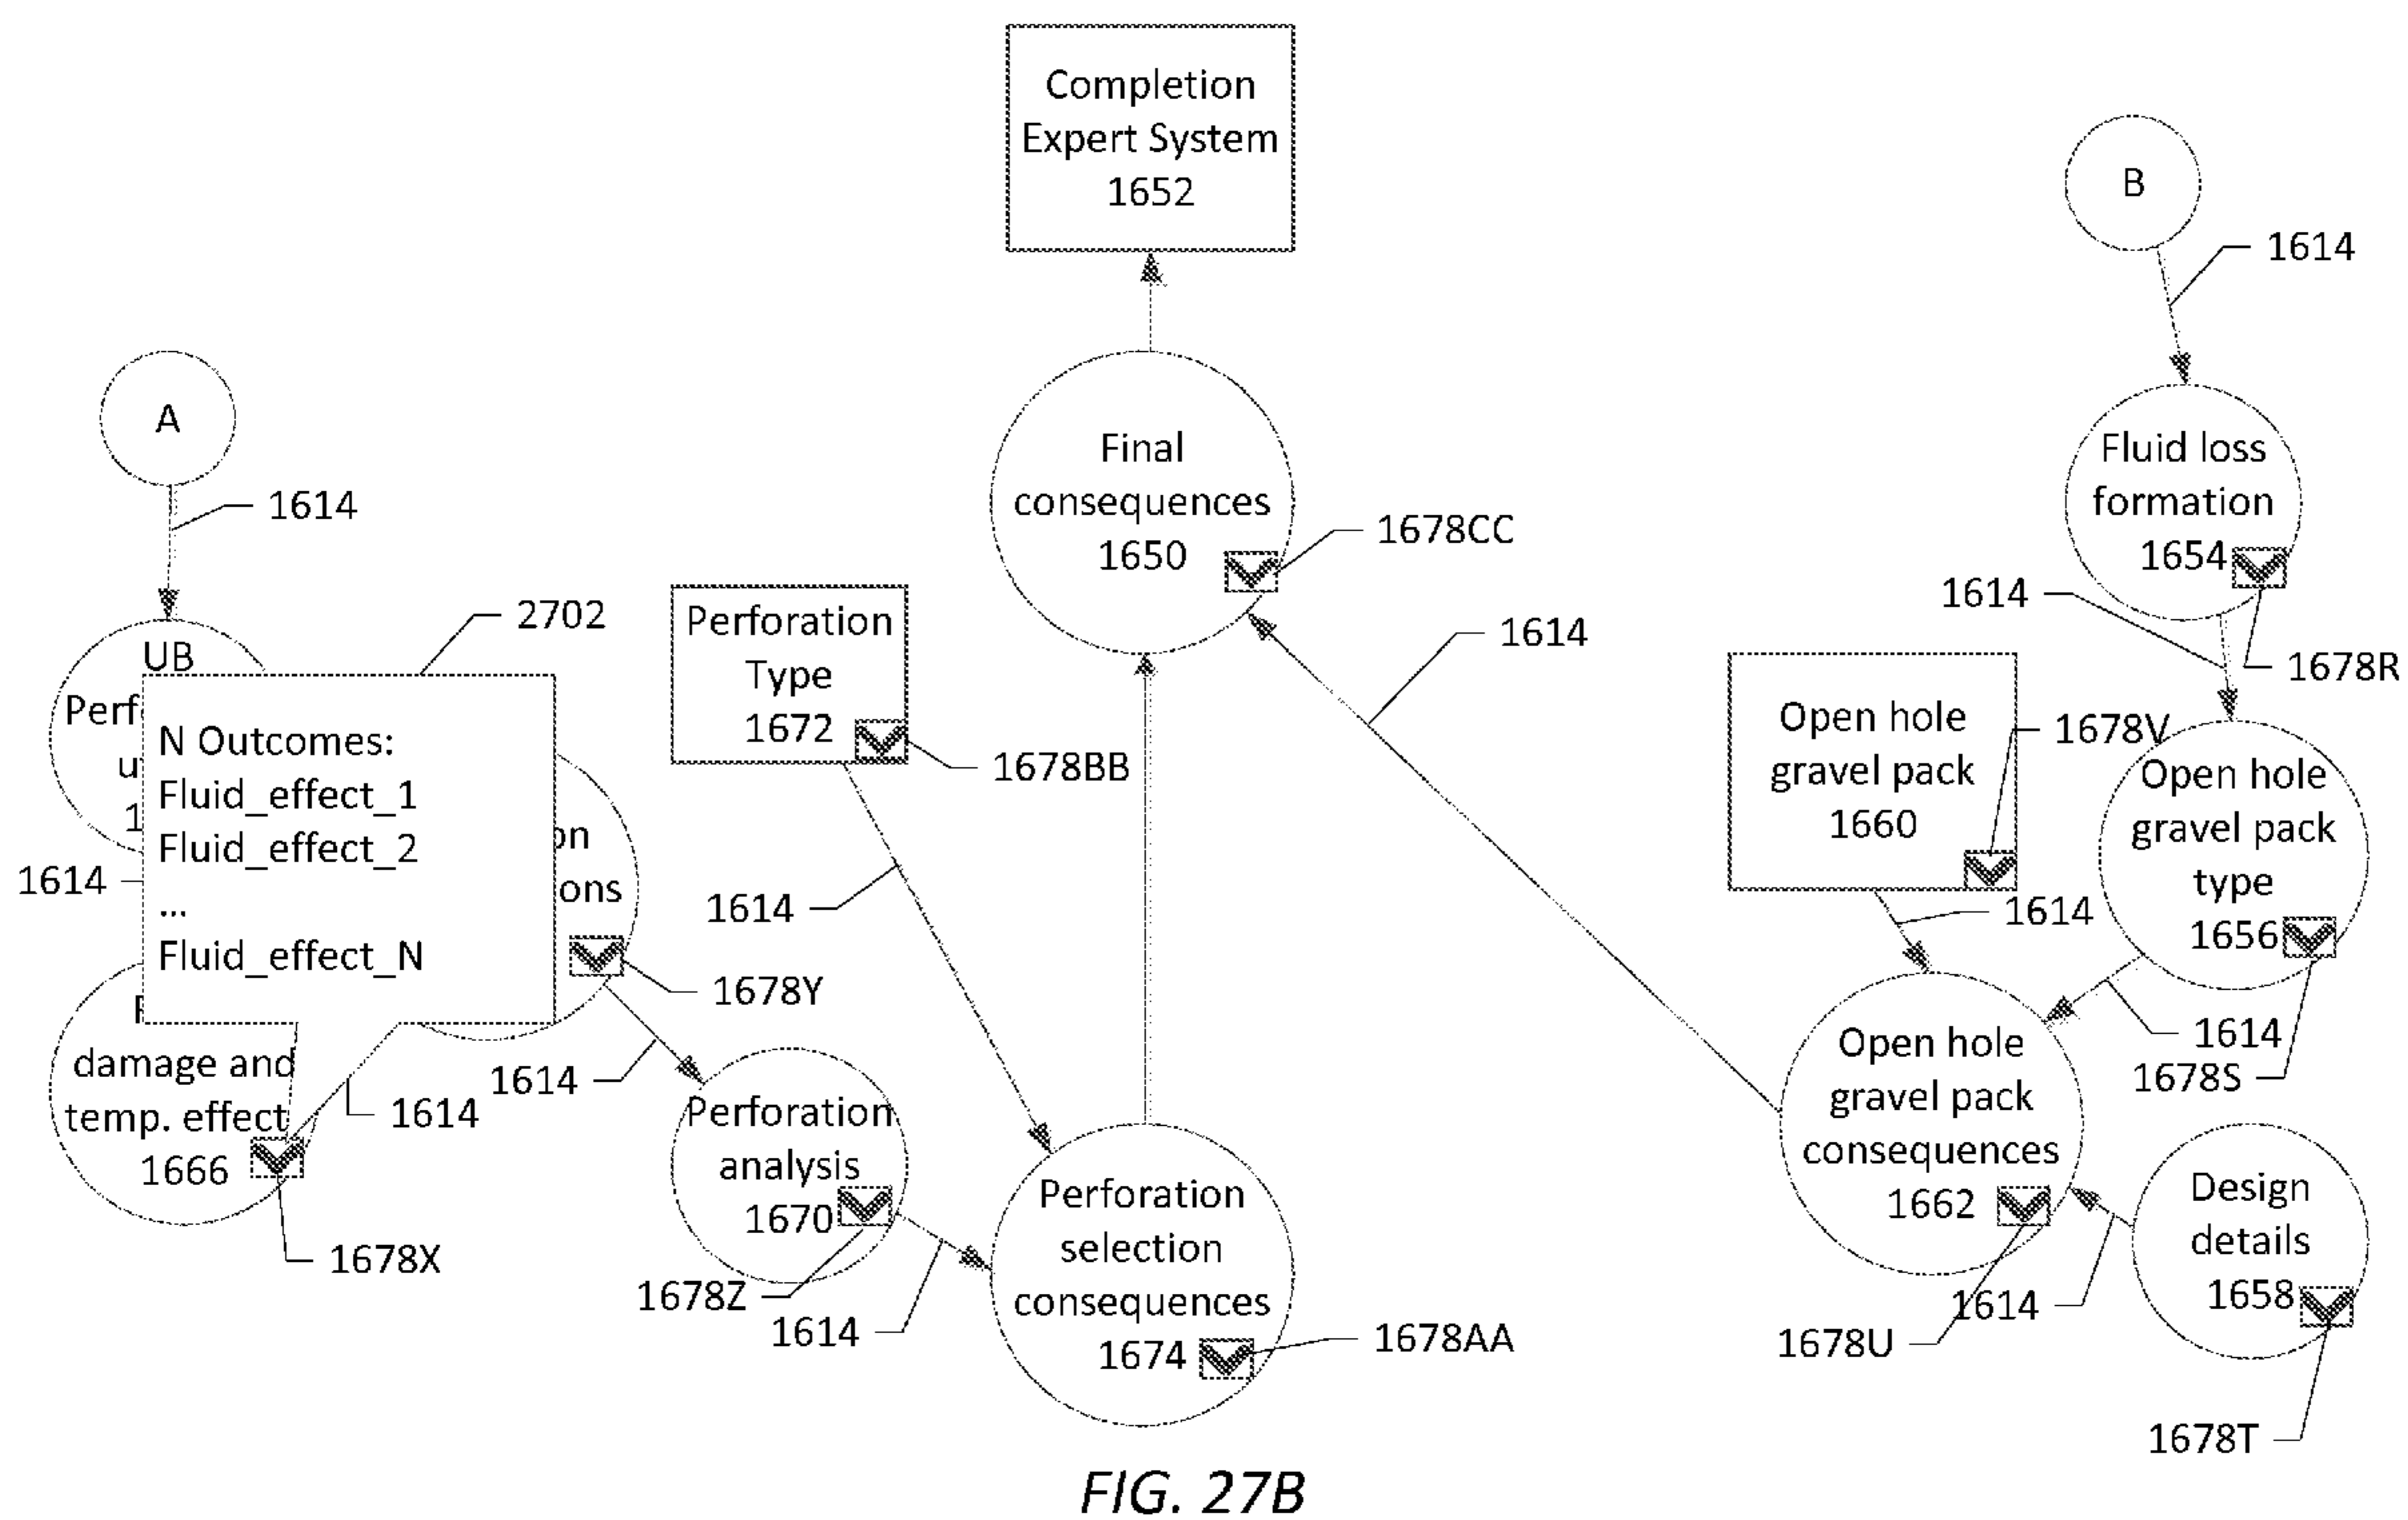 Completion
Expert System
1652
B
1614
A
1614
Final
consequences
1650
1678CC
Fluid loss
formation
1654
1614
1678R
UB
Perf
u
1
2702
N Outcomes:
Fluid_effect_1
Fluid_effect_2
...
Fluid_effect_N
on
ons
1614
1678Y
Perforation
Type
1672
1678BB
1614
1614
Open hole
gravel pack
1660
1678V
1614
Open hole
gravel pack
type
1656
1614
1678S
damage and
temp. effect
1666
1614
1678X
1614
Perforation
analysis
1670
1678Z
1614
Perforation
selection
consequences
1674
1678AA
Open hole
gravel pack
consequences
1662
1678U
1614
Design
details
1658
1678T
FIG. 27B